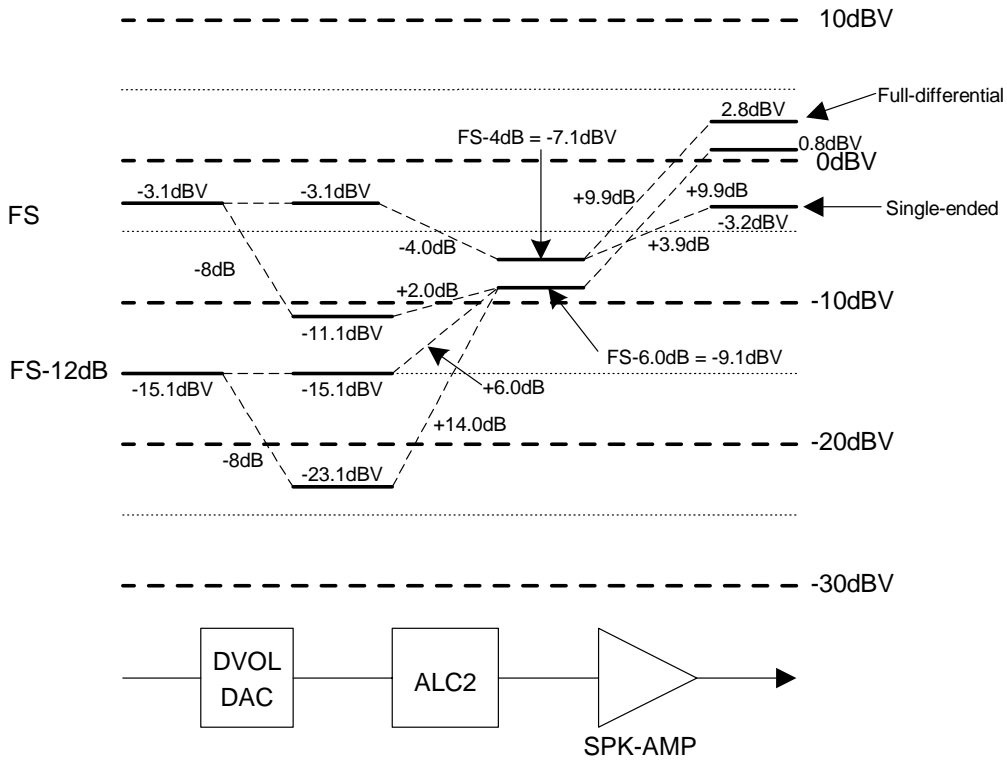 10dBV
2.8dBV
Full-differential
FS-4dB = -7.1dBV
0.8dBV
0dBV
-3.1dBV
-3.1dBV
+9.9dB
+9.9dB
FS
Single-ended
-3.2dBV
-4.0dB
+3.9dB
-8dB
+2.0dB
-10dBV
-11.1dBV
FS-6.0dB = -9.1dBV
FS-12dB
-15.1dBV
-15.1dBV
+6.0dB
+14.0dB
-20dBV
-8dB
-23.1dBV
-30dBV
DVOL
DAC
ALC2
SPK-AMP